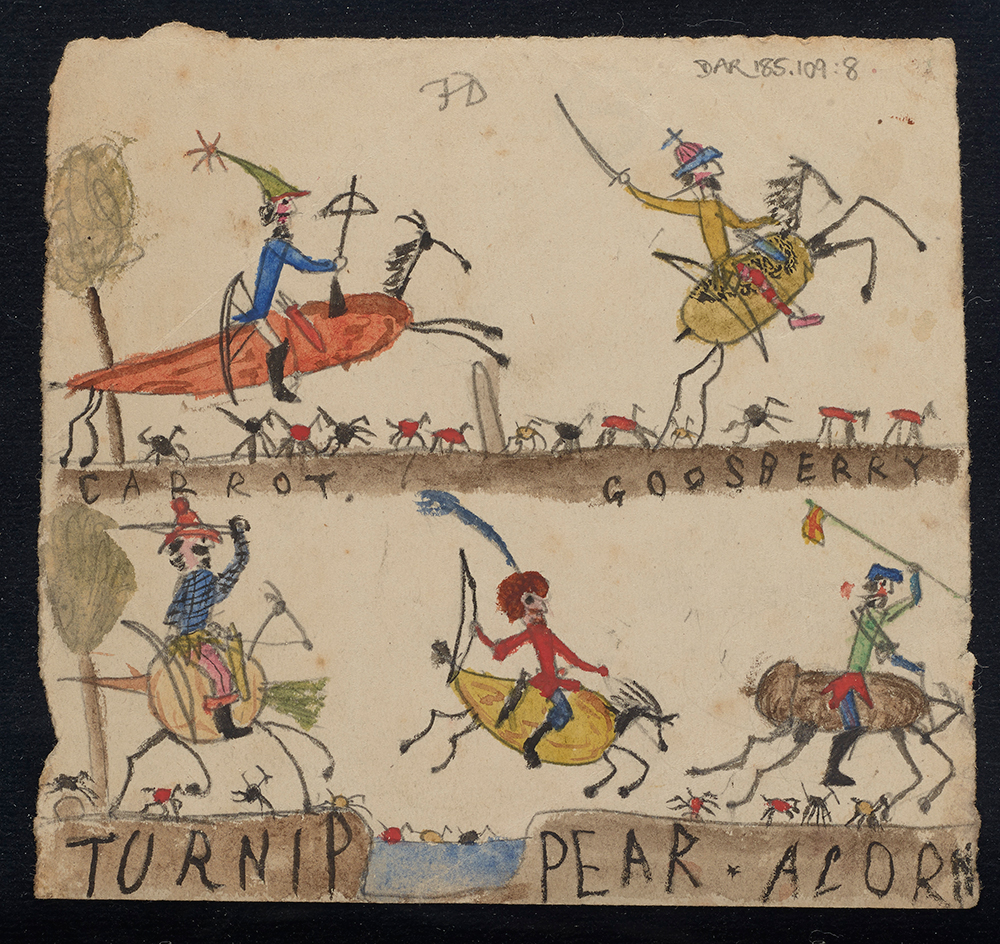 FD
DAR 185.109:8
CARROT.
GOOSBERRY
TURNIP
PEAR · ACORN